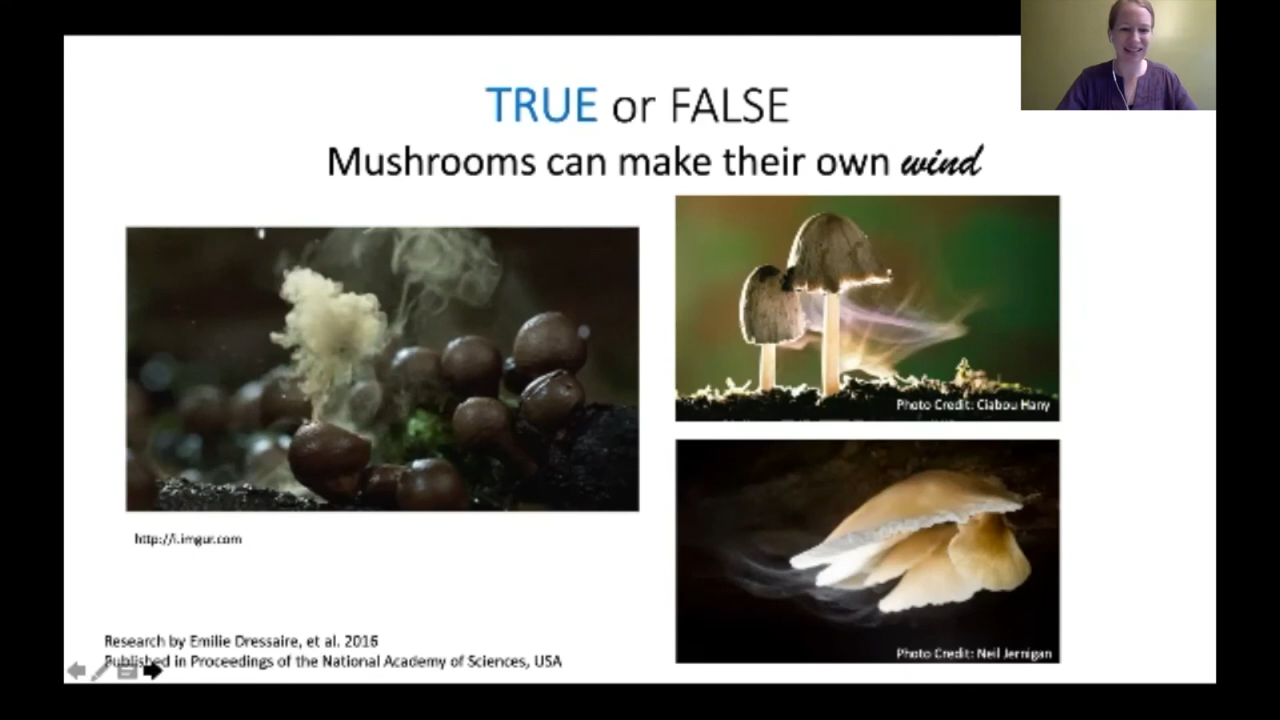 TRUE or FALSE
Mushrooms can make their own wind
Photo Credit: Ciabou Hany
http://i.imgur.com
Photo Credit: Neil Jernigan
Research by Emilie Dressaire, et al. 2016
Published in Proceedings of the National Academy of Sciences, USA